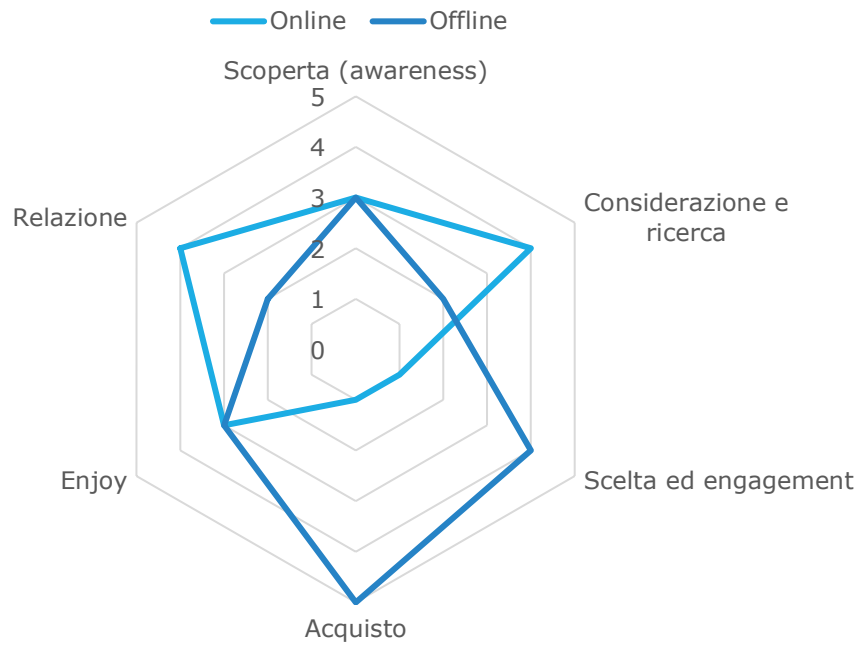 Online Offline
Scoperta (awareness)
5
4
3
2
1
0
Considerazione e
ricerca
Scelta ed engagement
Acquisto
Enjoy
Relazione